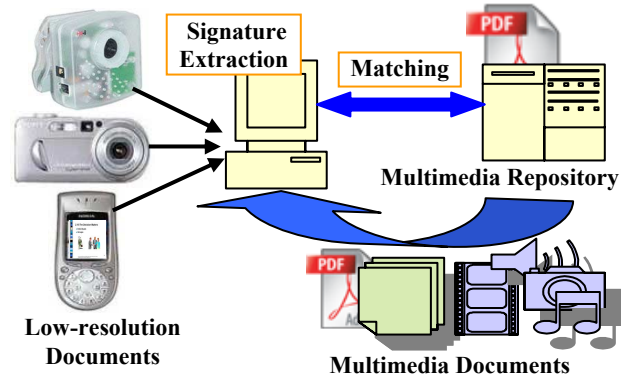 Signature
Extraction
PDF
Matching
Multimedia Repository
PDF
Low-resolution
Documents
Multimedia Documents